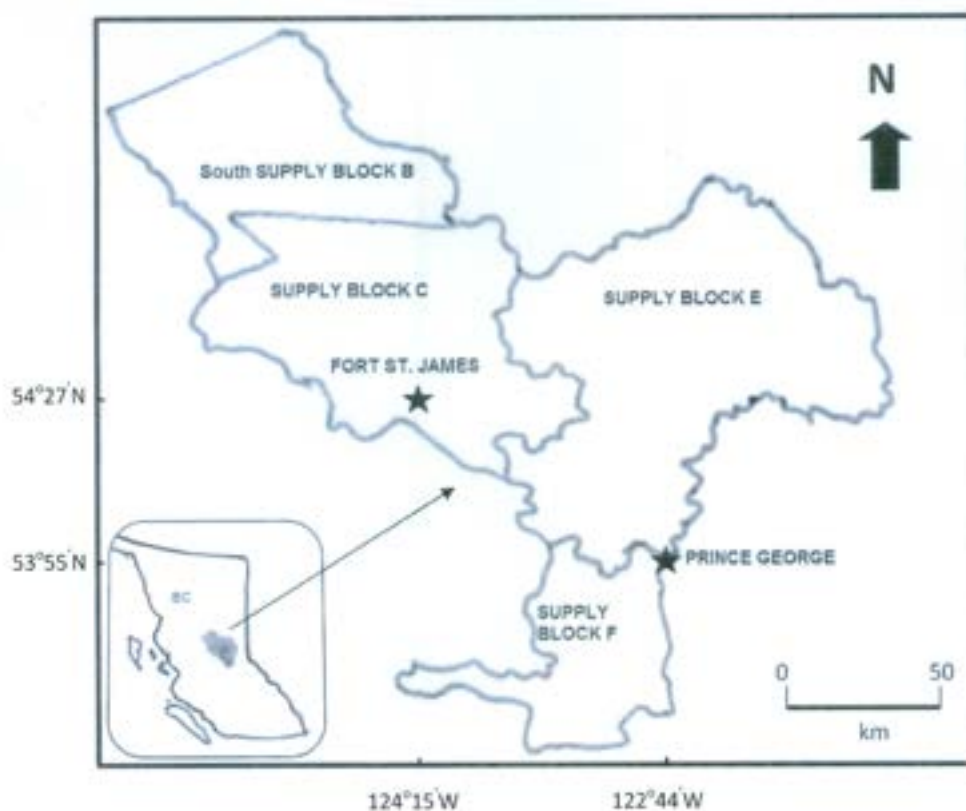 N
South SUPPLY BLOCK B
SUPPLY BLOCK C
SUPPLY BLOCK E
FORT ST. JAMES
54°27'N
53°55'N
PRINCE GEORGE
BC
SUPPLY
BLOCK F
0 50
km
124°15'W 122°44'W